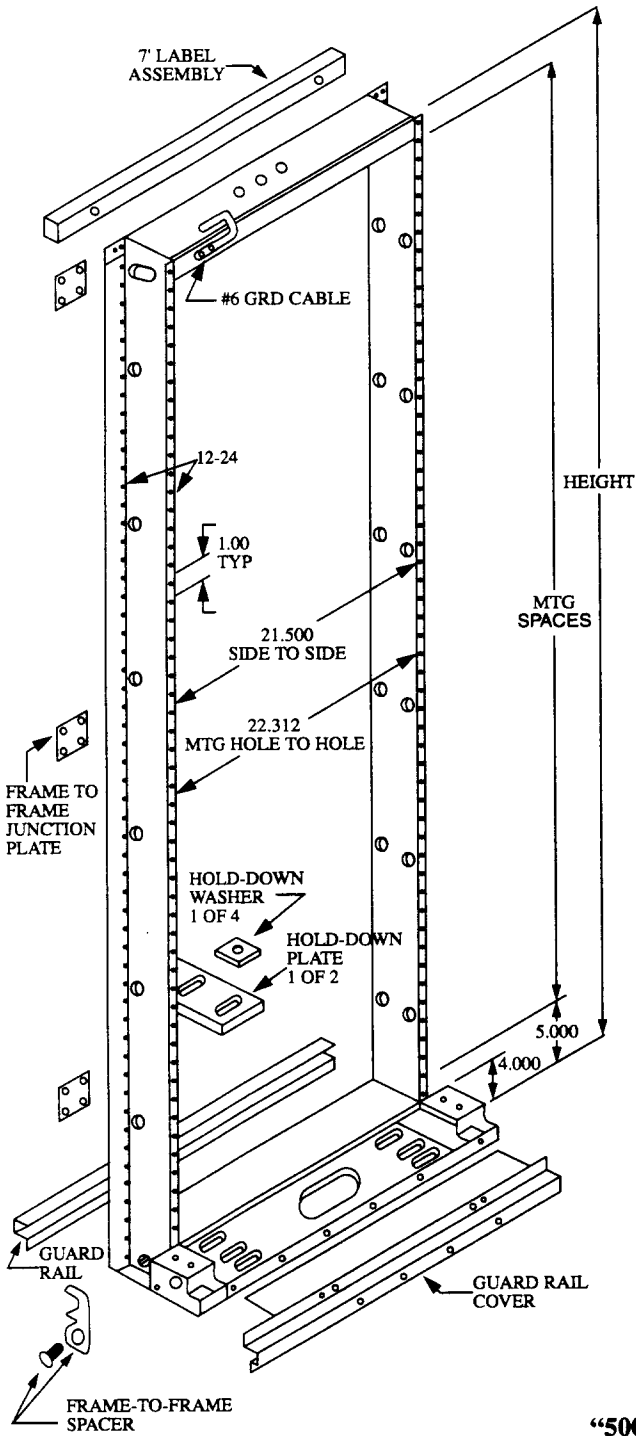 7' LABEL
ASSEMBLY
#6 GRD CABLE
12-24
HEIGHT
1.00
TYP
MTG
SPACES
21.500
SIDE TO SIDE
22.312
MTG HOLE TO HOLE
FRAME TO
FRAME
JUNCTION
PLATE
HOLD-DOWN
WASHER
1 OF 4
HOLD-DOWN
PLATE
1 OF 2
5.000
4.000
GUARD
RAIL
GUARD RAIL
COVER
FRAME-TO-FRAME
SPACER